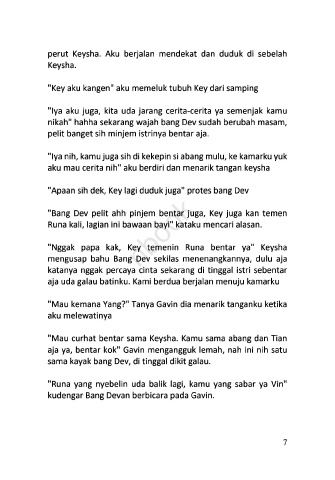 perut Keysha. Aku berjalan mendekat dan duduk di sebelah
Keysha.
"Key aku kangen" aku memeluk tubuh Key dari samping
"Iya aku juga, kita uda jarang cerita-cerita ya semenjak kamu
nikah" hahha sekarang wajah bang Dev sudah berubah masam,
pelit banget sih minjem istrinya bentar aja.
"Iya nih, kamu juga sih di kekepin si abang mulu, ke kamarku yuk
aku mau cerita nih" aku berdiri dan menarik tangan keysha
"Apaan sih dek, Key lagi duduk juga" protes bang Dev
"Bang Dev pelit ahh pinjem bentar juga, Key juga kan temen
Runa kali, lagian ini bawaan bayi" kataku mencari alasan.
"Nggak papa kak, Key temenin Runa bentar ya" Keysha
mengusap bahu Bang Dev sekilas menenangkannya, dulu aja
katanya nggak percaya cinta sekarang di tinggal istri sebentar
aja uda galau batinku. Kami berdua berjalan menuju kamarku
"Mau kemana Yang?" Tanya Gavin dia menarik tanganku ketika
aku melewatinya
"Mau curhat bentar sama Keysha. Kamu sama abang dan Tian
aja ya, bentar kok" Gavin mengangguk lemah, nah ini nih satu
sama kayak bang Dev, di tinggal dikit galau.
"Runa yang nyebelin uda balik lagi, kamu yang sabar ya Vin"
kudengar Bang Devan berbicara pada Gavin.
7